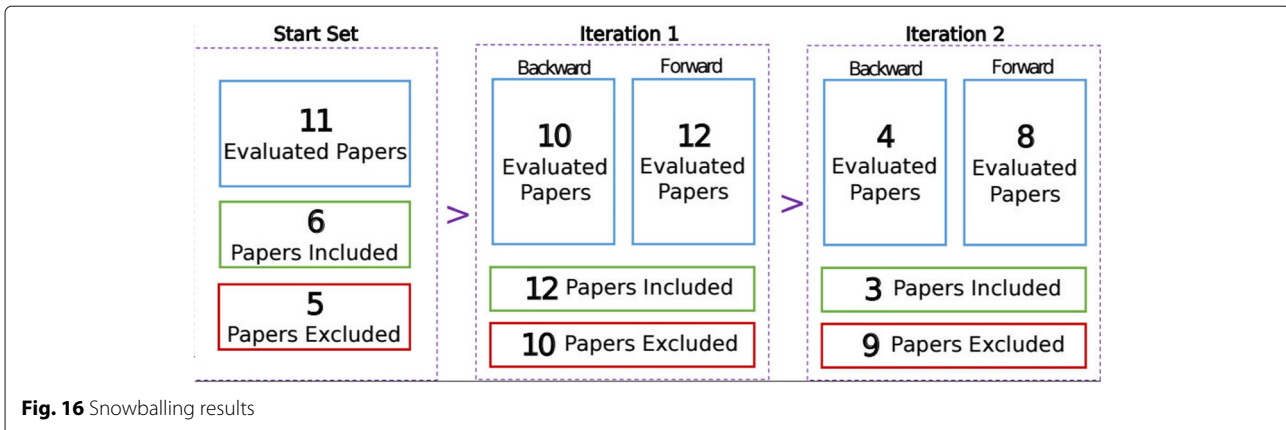 Start Set
11
Evaluated Papers
6
Papers Included
5
Papers Excluded
>
Iteration 1
Backward
10
Evaluated
Papers
Forward
12
Evaluated
Papers
12 Papers Included
10 Papers Excluded
>
Iteration 2
Backward
4
Evaluated
Papers
Forward
8
Evaluated
Papers
3 Papers Included
9 Papers Excluded
Fig. 16 Snowballing results